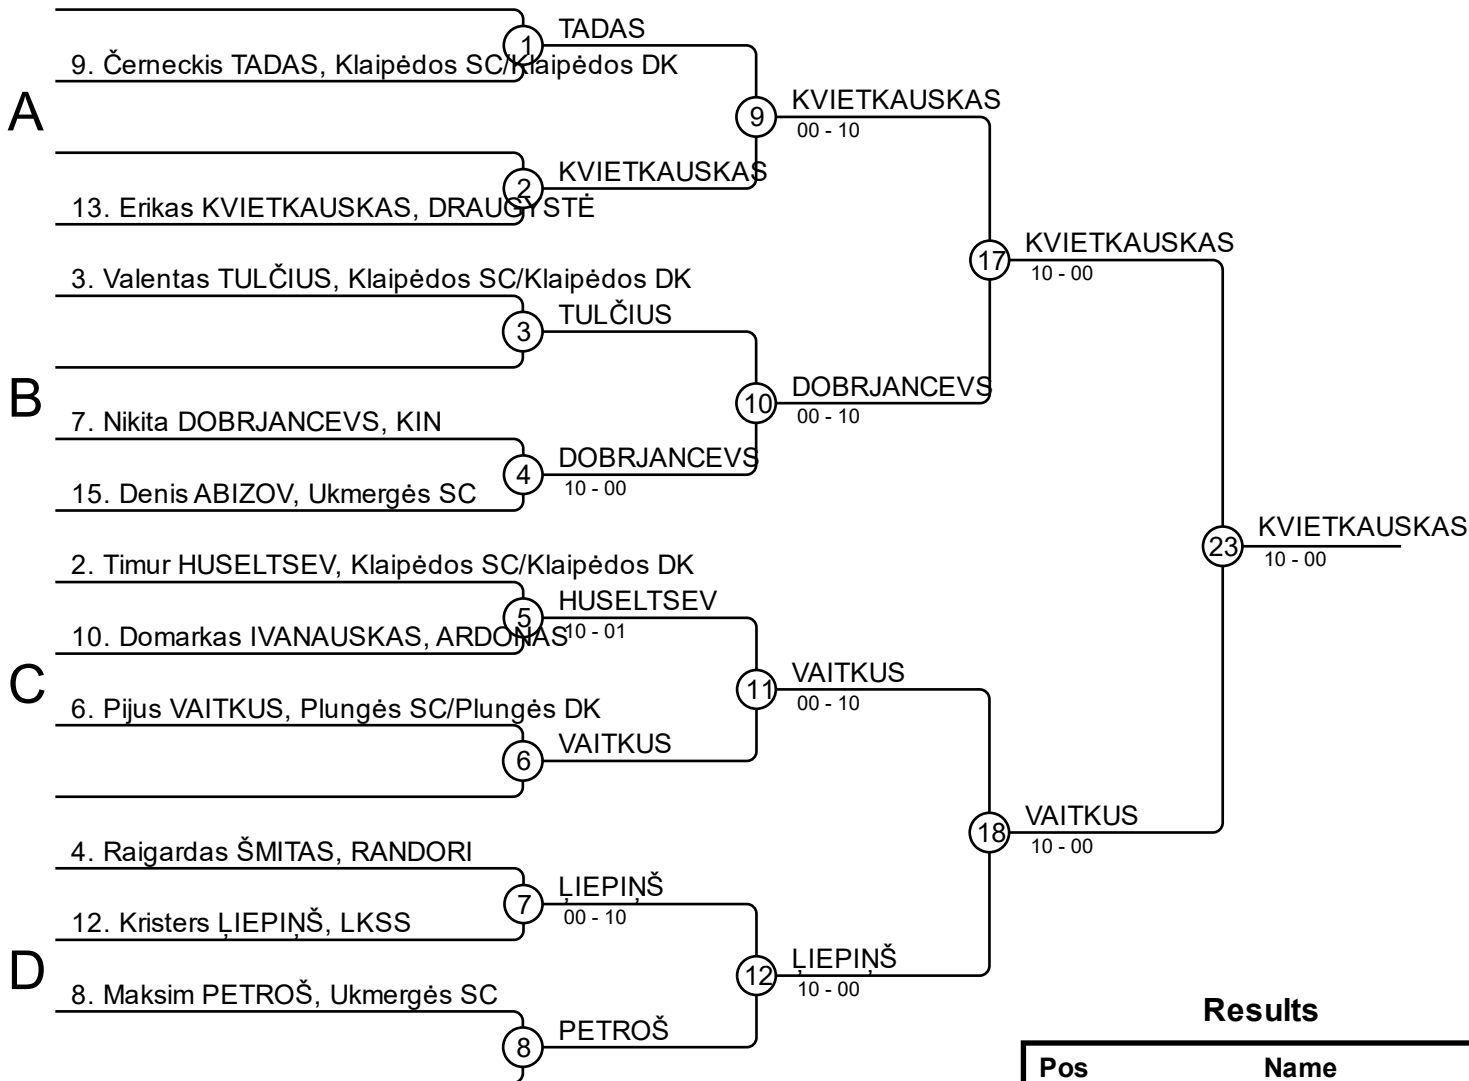 TADAS
1
9. Černeckis TADAS, Klaipėdos SC/Klaipėdos DK
A
KVIETKAUSKAS
9
00 - 10
KVIETKAUSKAS
2
13. Erikas KVIETKAUSKAS, DRAUGYSTĖ
KVIETKAUSKAS
17
10 - 00
3. Valentas TULČIUS, Klaipėdos SC/Klaipėdos DK
TULČIUS
3
B
DOBRJANCEVS
10
00 - 10
7. Nikita DOBRJANCEVS, KIN
DOBRJANCEVS
4
10 - 00
15. Denis ABIZOV, Ukmergės SC
KVIETKAUSKAS
23
10 - 00
2. Timur HUSELTSEV, Klaipėdos SC/Klaipėdos DK
HUSELTSEV
5
10 - 01
10. Domarkas IVANAUSKAS, ARDONAS
C
VAITKUS
11
00 - 10
6. Pijus VAITKUS, Plungės SC/Plungės DK
VAITKUS
6
VAITKUS
18
10 - 00
4. Raigardas ŠMITAS, RANDORI
ĻIEPIŅŠ
7
00 - 10
12. Kristers ĻIEPIŅŠ, LKSS
D
ĻIEPIŅŠ
12
10 - 00
8. Maksim PETROŠ, Ukmergės SC
PETROŠ
8
Results
Pos Name